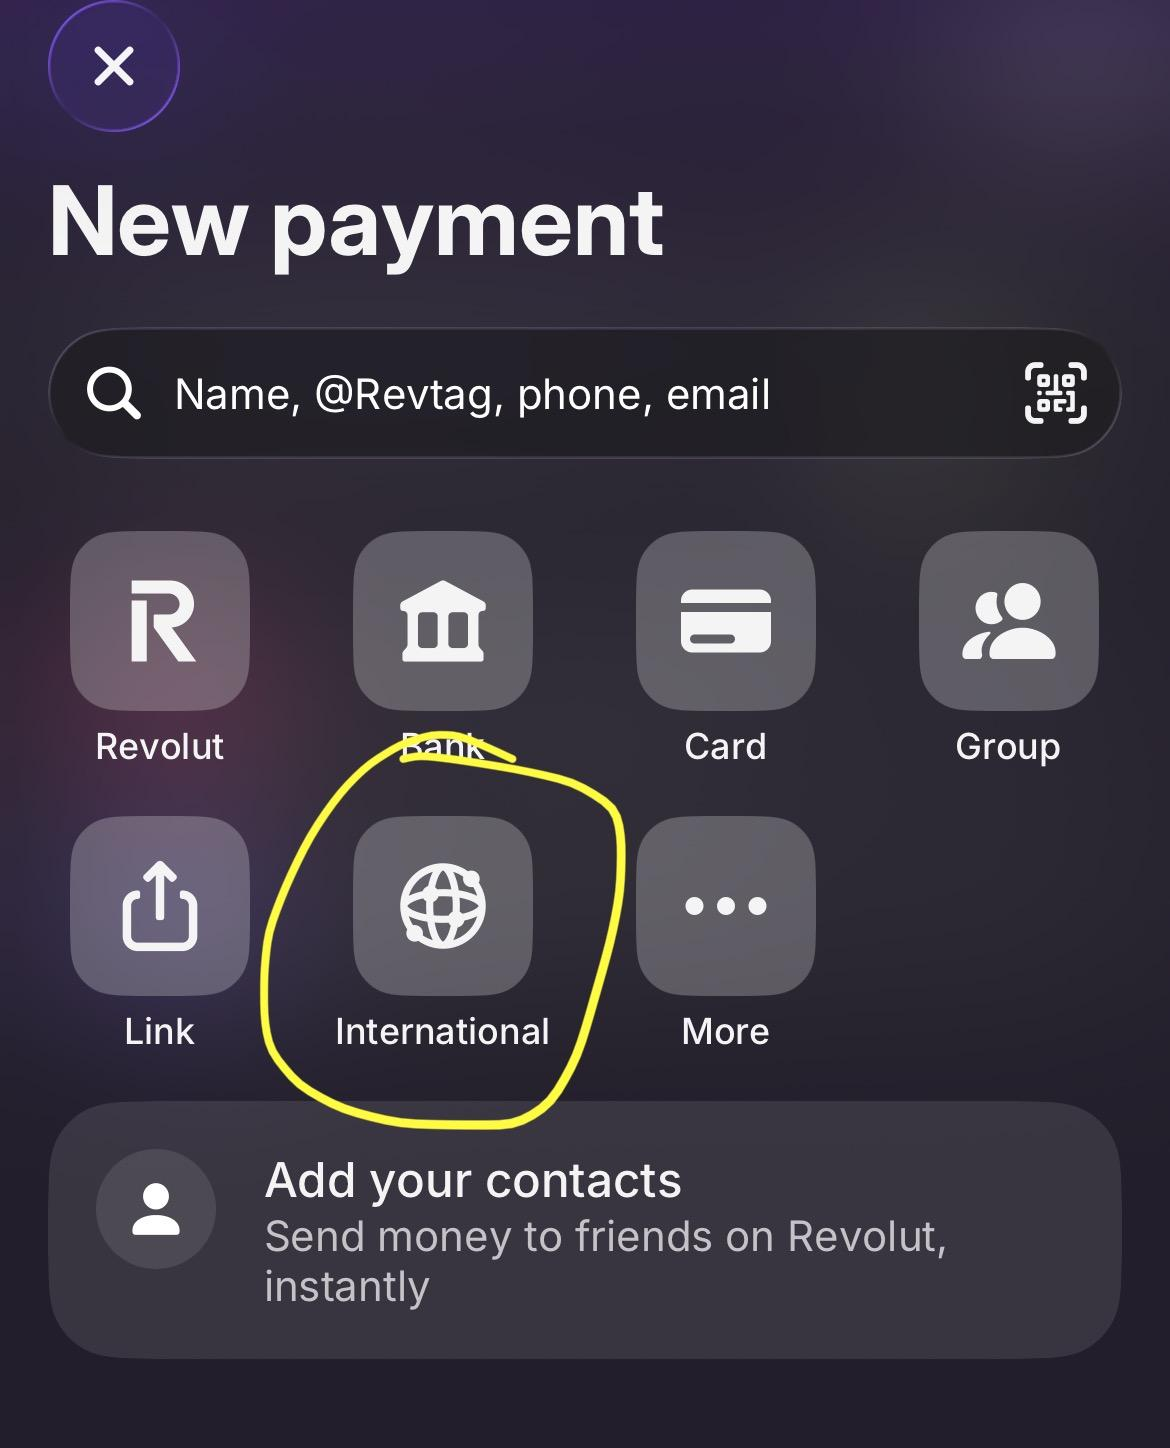 New payment
Name, @Revtag, phone, email
Revolut
Bank
Card
Group
Link
International
More
Add your contacts
Send money to friends on Revolut,
instantly